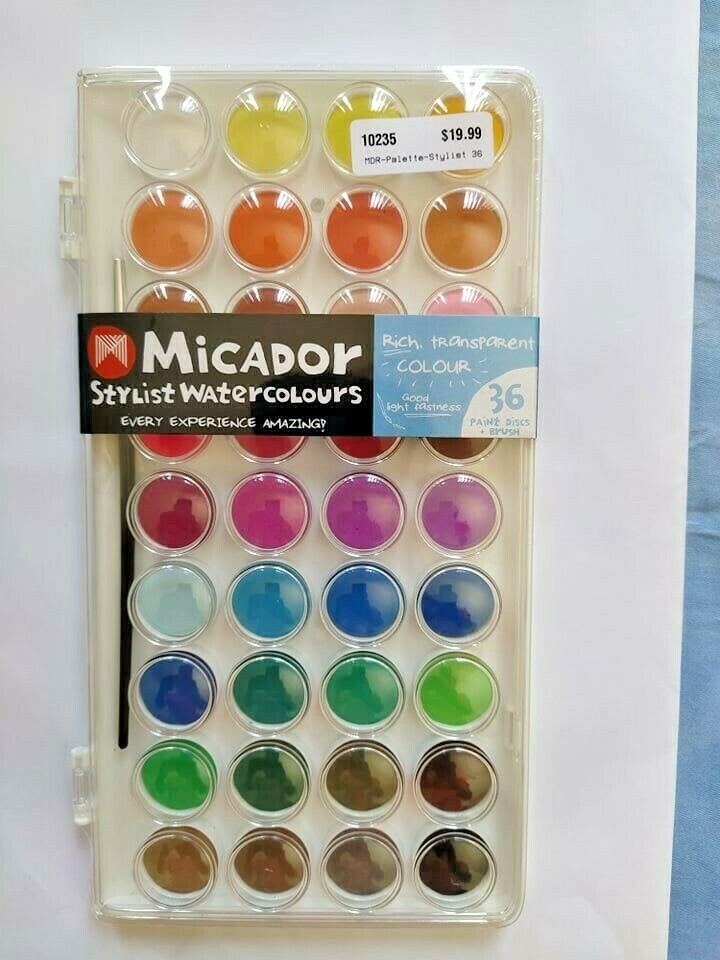 10235 $19.99
MDR-Palette-Stylist 36
MiCADOR
STYLiST WATeRCOLOURS
EVERY EXPERIENCE AMAZING!
Rich, transparent
COLOUR
Good
light fastness
36
PAINT DISCS
+ BRUSH